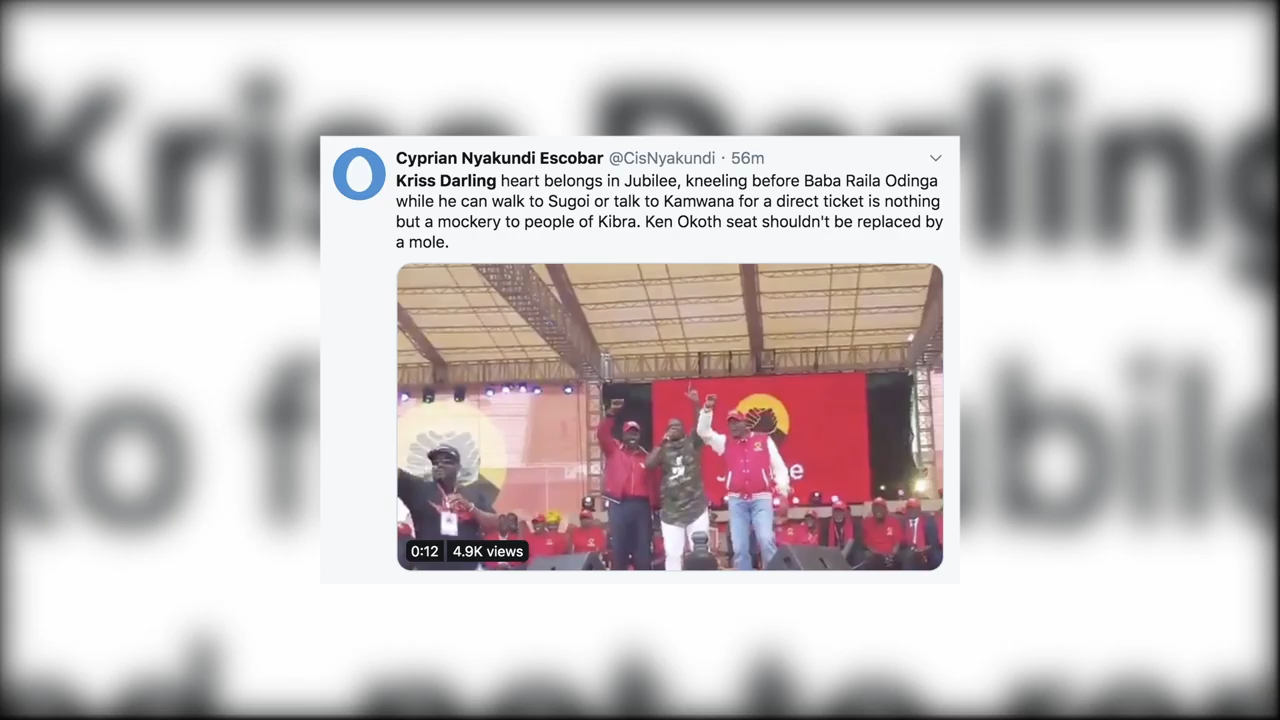 Cyprian Nyakundi Escobar @CisNyakundi · 56m
Kriss Darling heart belongs in Jubilee, kneeling before Baba Raila Odinga
while he can walk to Sugoi or talk to Kamwana for a direct ticket is nothing
but a mockery to people of Kibra. Ken Okoth seat shouldn't be replaced by
a mole.
0:12 4.9K views